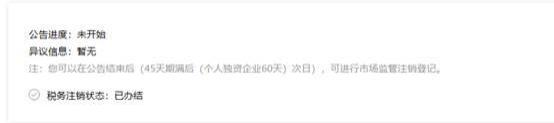 公告进度：未开始
异议信息：暂无
注：您可以在公告结束后（45天期满后（个人独资企业60天）次日），可进行市场监管注销登记。
税务注销状态：已办结